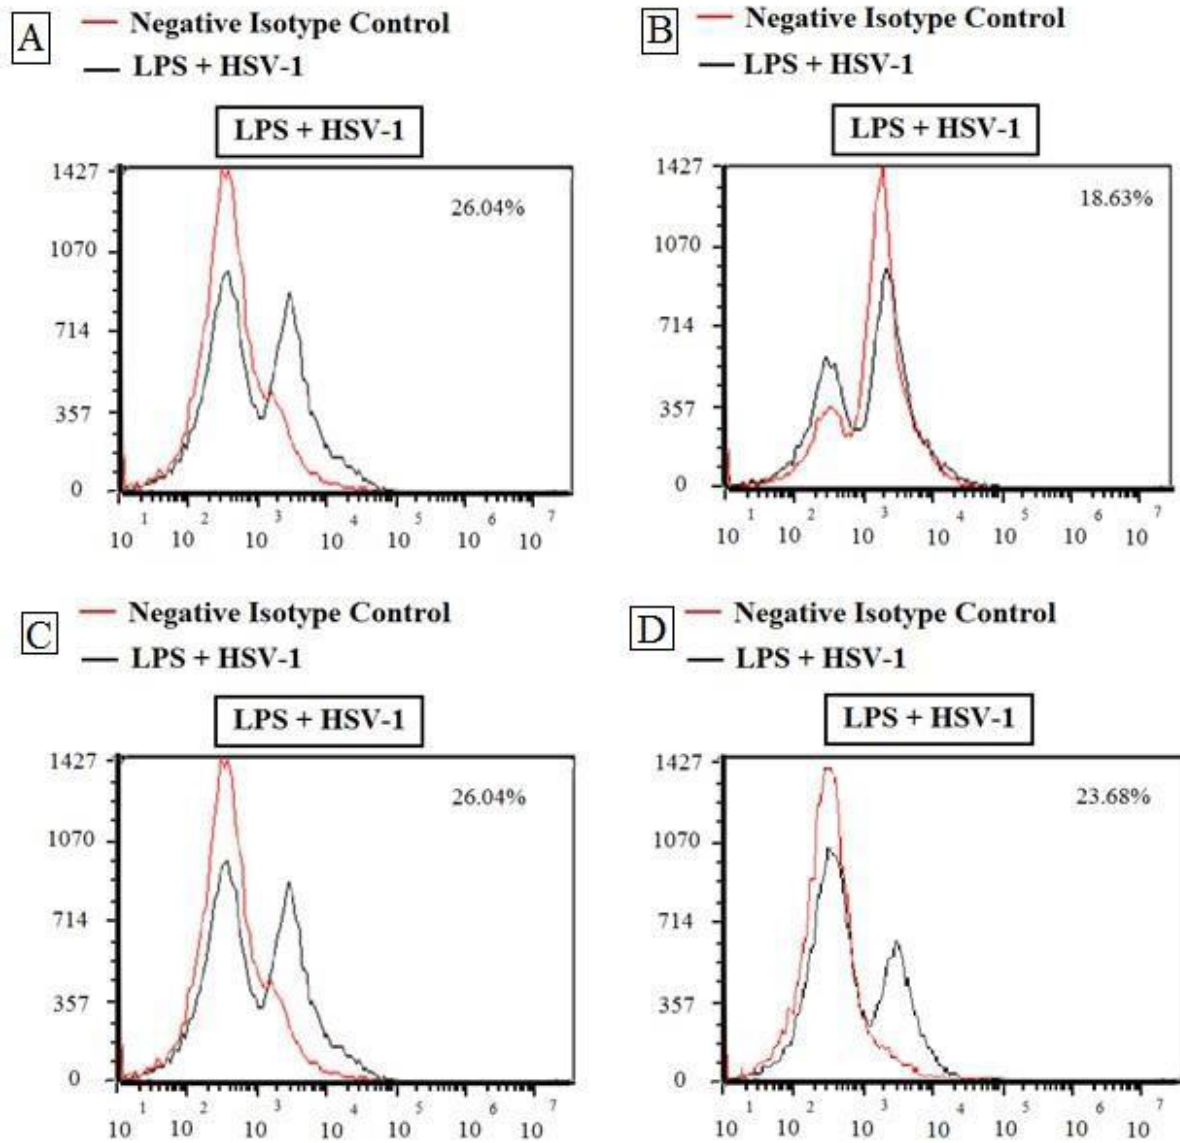 A
Negative Isotype Control
LPS + HSV-1
LPS + HSV-1
26.04%
1427
1070
714
357
0
10 1 10 2 10 3 10 4 10 5 10 6 10 7
B
Negative Isotype Control
LPS + HSV-1
LPS + HSV-1
18.63%
1427
1070
714
357
0
10 1 10 2 10 3 10 4 10 5 10 6 10 7
C
Negative Isotype Control
LPS + HSV-1
LPS + HSV-1
26.04%
1427
1070
714
357
0
10 1 10 2 10 3 10 4 10 5 10 6 10 7
D
Negative Isotype Control
LPS + HSV-1
LPS + HSV-1
23.68%
1427
1070
714
357
0
10 1 10 2 10 3 10 4 10 5 10 6 10 7